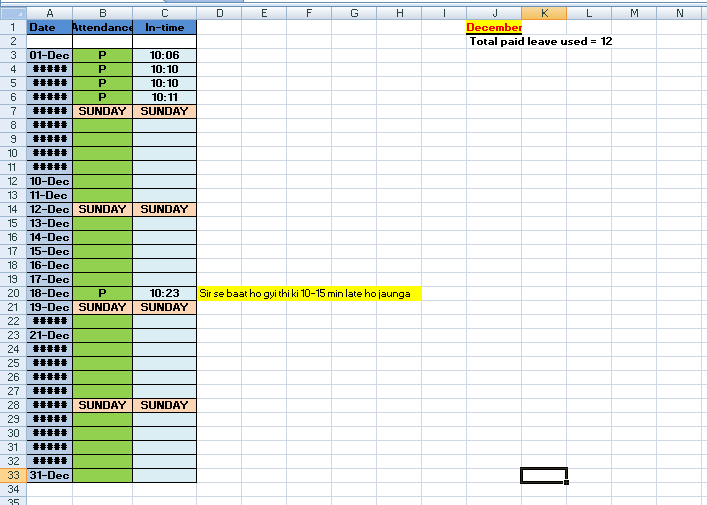 A B C D E F G H I J K L M N
1 Date Attendance In-time December
2 Total paid leave used = 12
3 01-Dec P 10:06
4 ##### P 10:10
5 ##### P 10:10
6 ##### P 10:11
7 ##### SUNDAY SUNDAY
8 #####
9 #####
10 #####
11 #####
12 10-Dec
13 11-Dec
14 12-Dec SUNDAY SUNDAY
15 13-Dec
16 14-Dec
17 15-Dec
18 16-Dec
19 17-Dec
20 18-Dec P 10:23 Sir se baat ho gyi thi ki 10-15 min late ho jaunga
21 19-Dec SUNDAY SUNDAY
22 #####
23 21-Dec
24 #####
25 #####
26 #####
27 #####
28 ##### SUNDAY SUNDAY
29 #####
30 #####
31 #####
32 #####
33 31-Dec
34
35